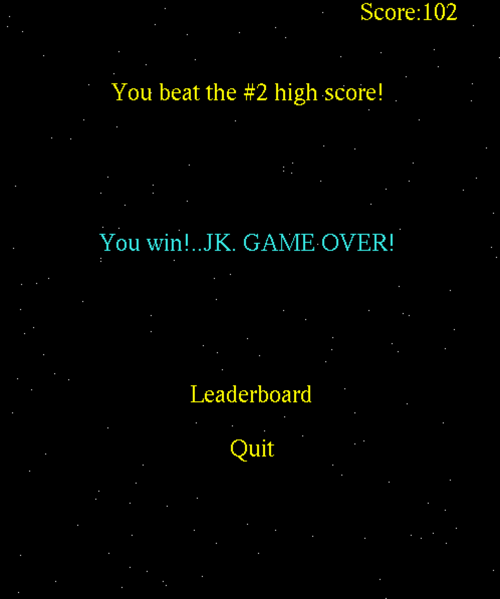 Score:102
You beat the #2 high score!
You win!..JK. GAME OVER!
Leaderboard
Quit